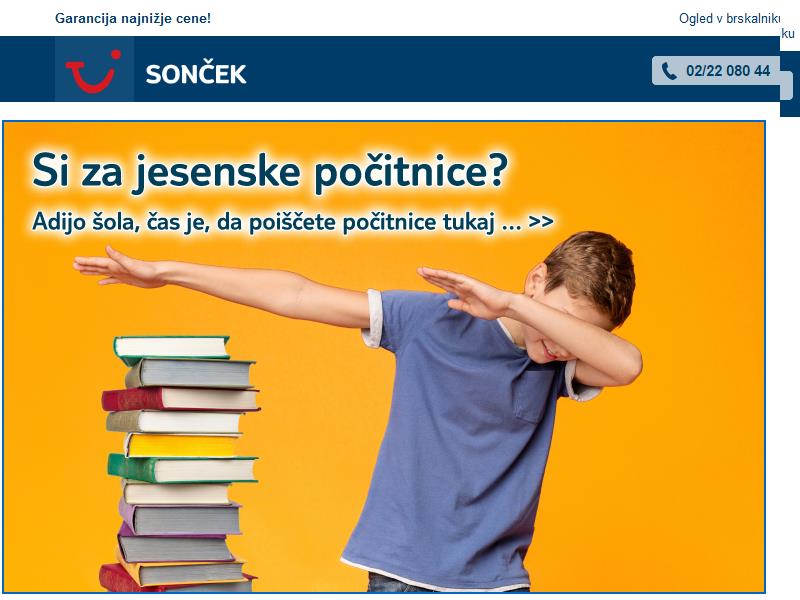 Garancija najnižje cene!
Ogled v brskalniku
ku
SONČEK
02/22 080 44
Si za jesenske počitnice?
Adijo šola, čas je, da poiščete počitnice tukaj ... >>